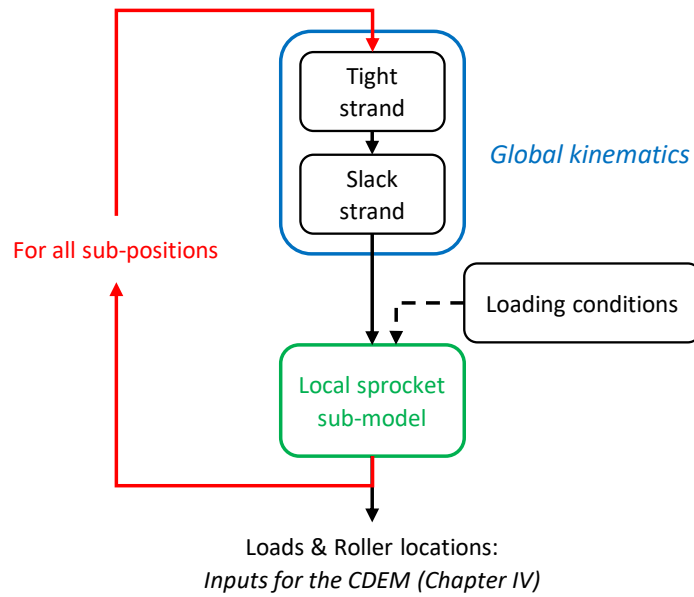 Tight
strand
Global kinematics
Slack
strand
For all sub-positions
Loading conditions
Local sprocket
sub-model
Loads & Roller locations:
Inputs for the CDEM (Chapter IV)